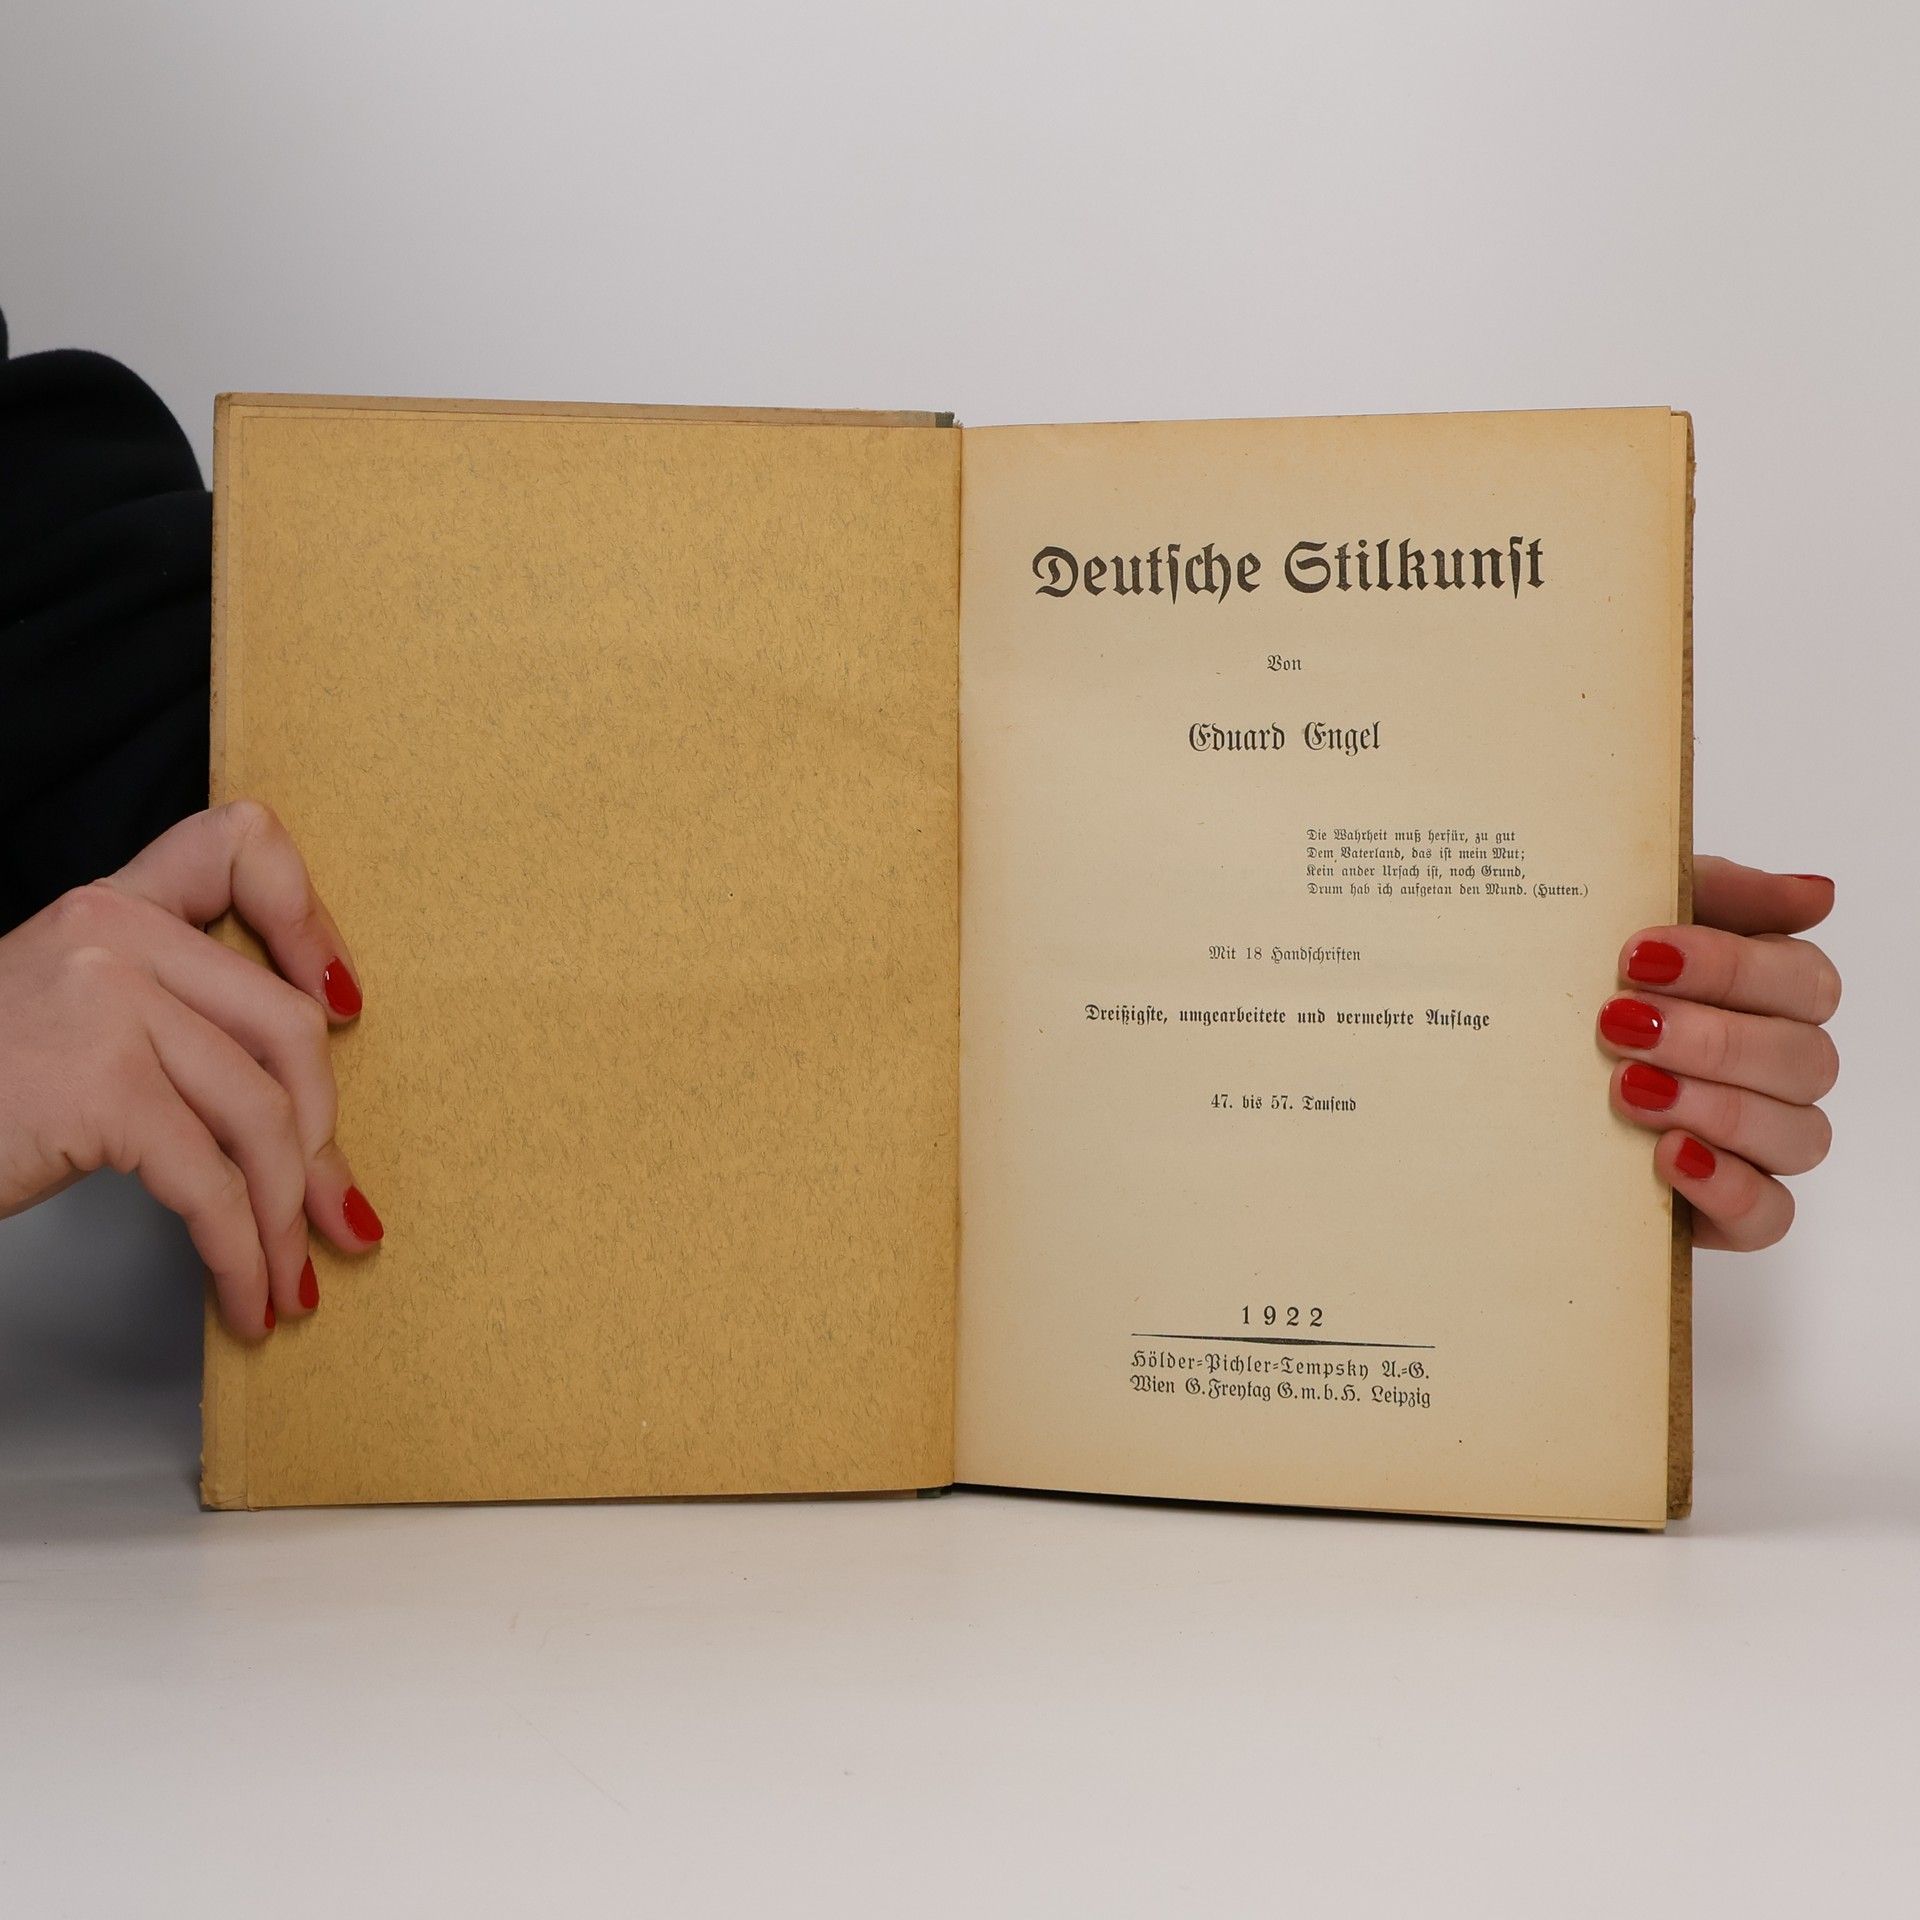 Deutsche Stilkunst
Von
Eduard Engel
Die Wahrheit muß herfür, zu gut
Dem Vaterland, das ist mein Mut;
Kein ander Ursach ist, noch Grund,
Drum hab ich aufgetan den Mund. (Hutten.)
Mit 18 Handschriften
Dreißigste, umgearbeitete und vermehrte Auflage
47. bis 57. Tausend
1922
Hölder-Pichler-Tempsky A.-G.
Wien G. Freytag G. m. b. H. Leipzig